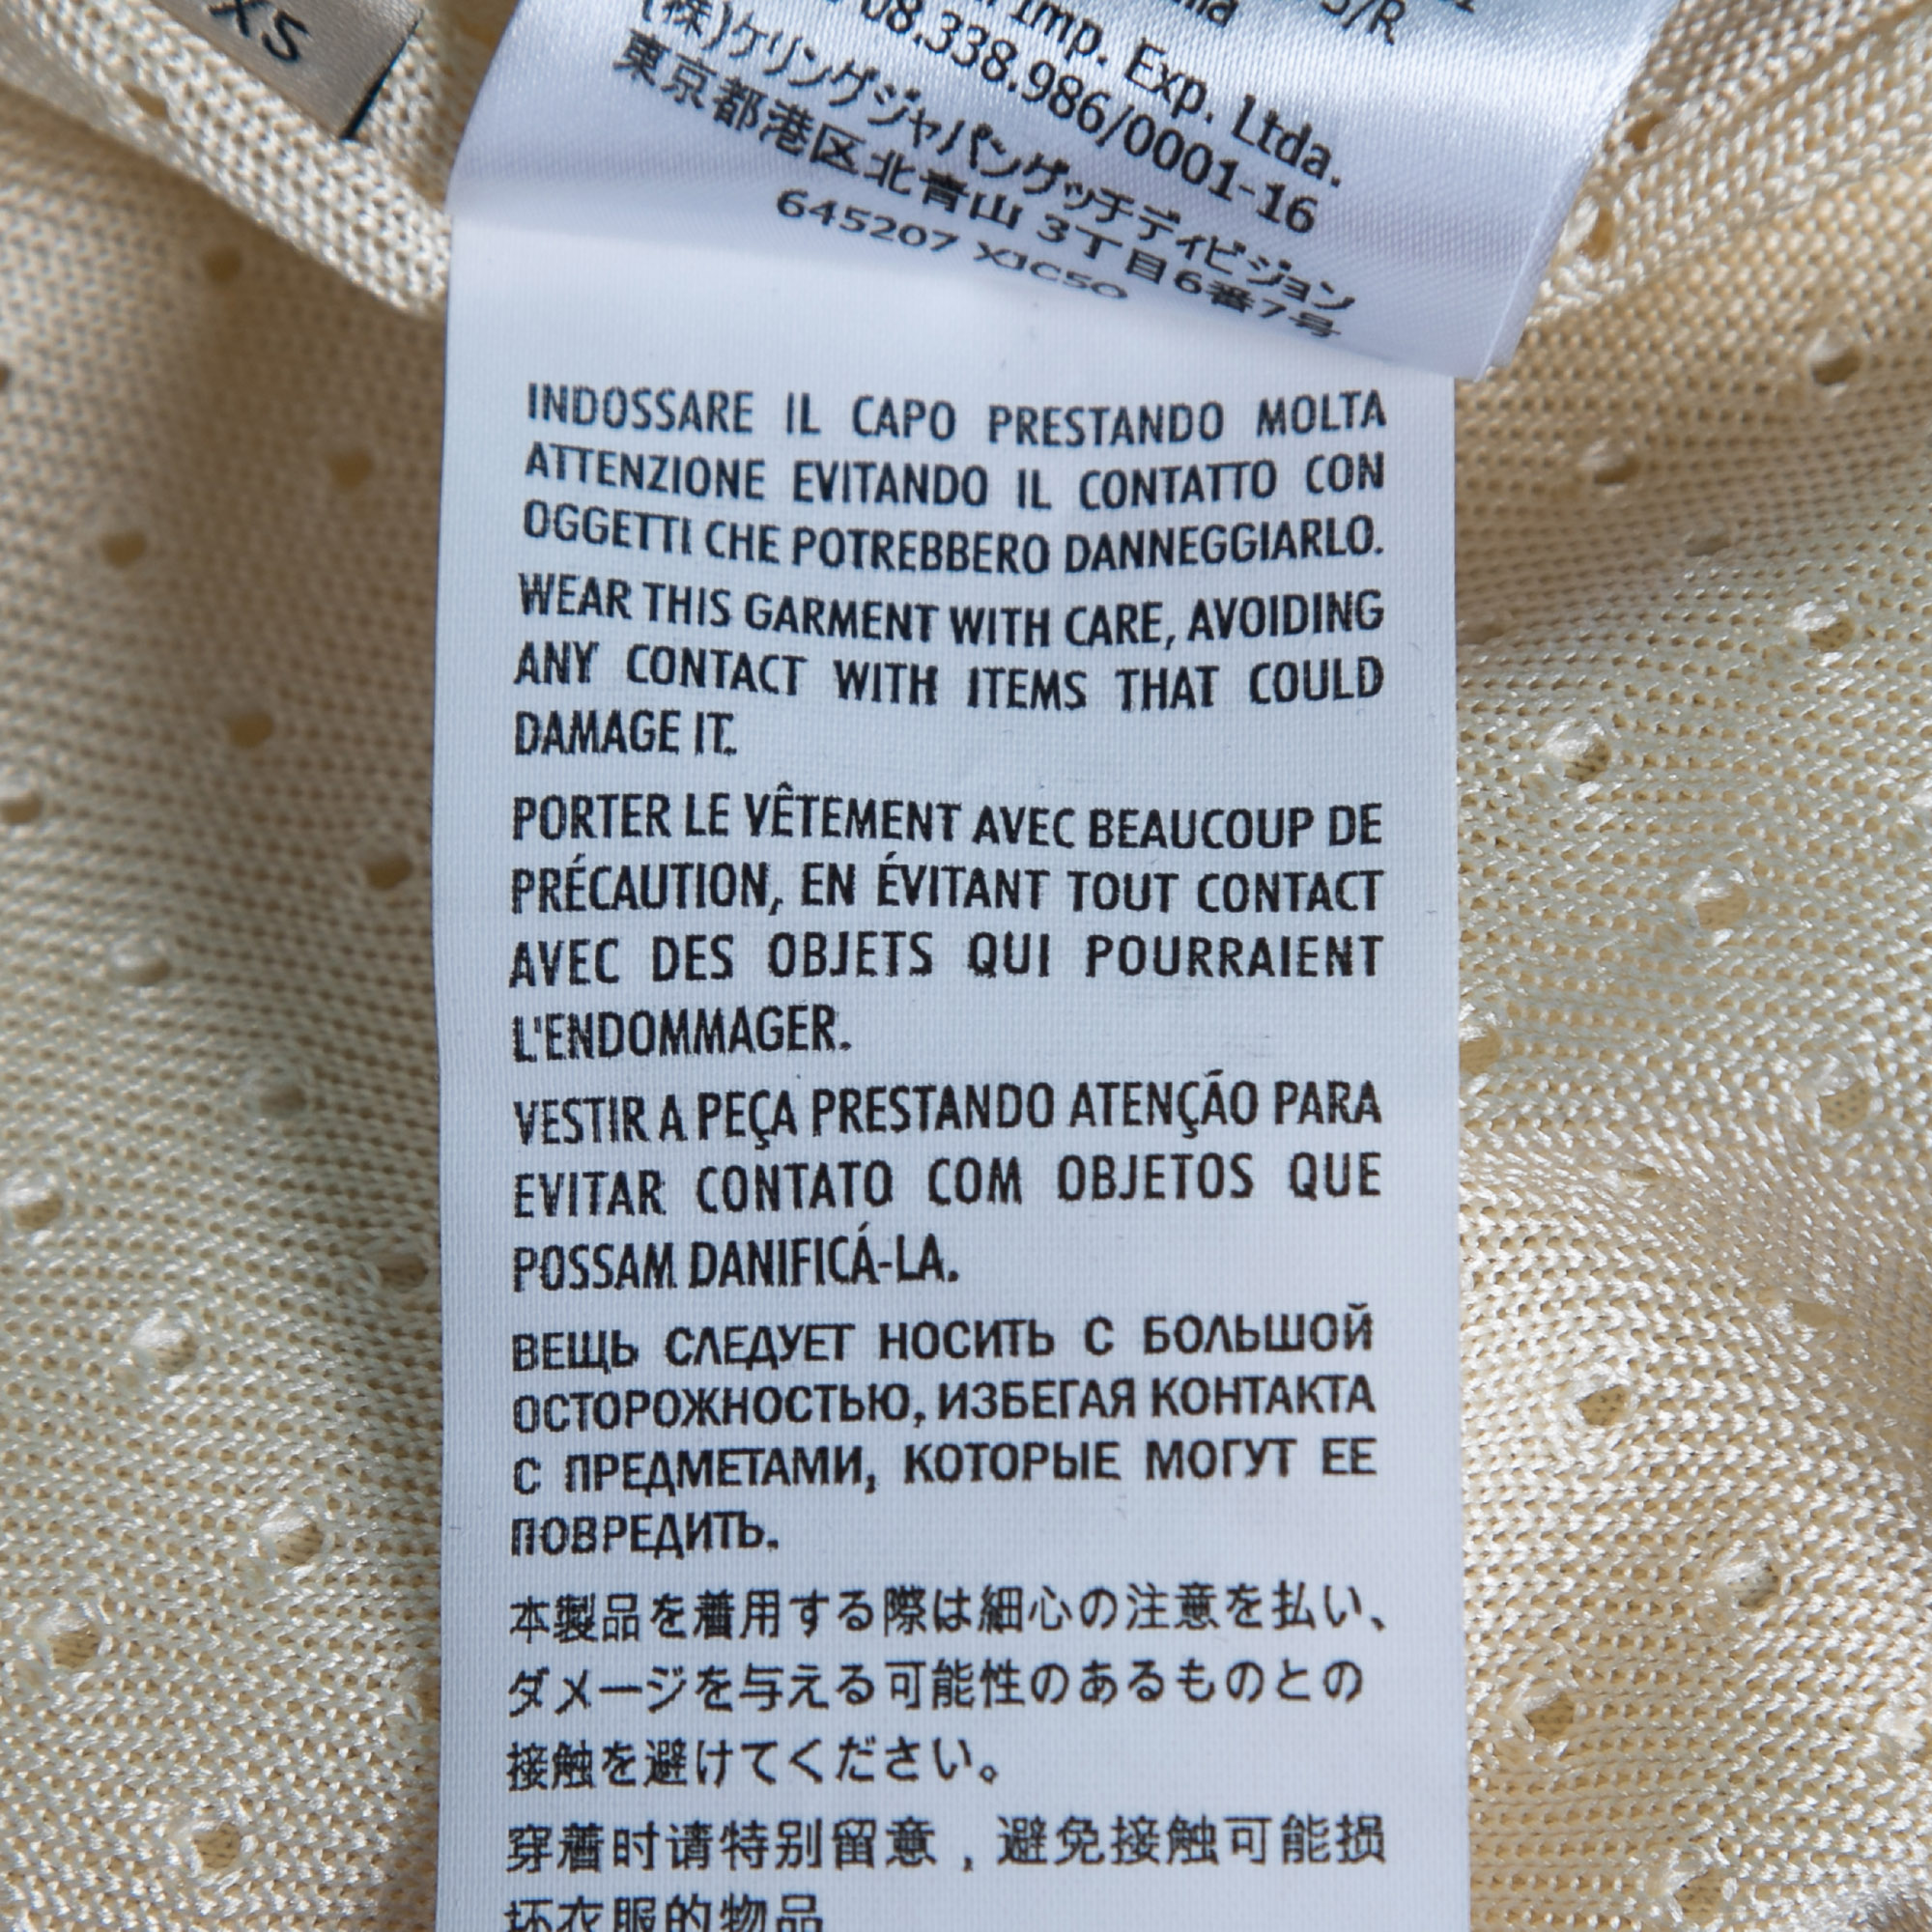 XS
Imp. Exp. Ltda.
08.338.986/0001-16
(株)ケリングジャパングッチディビジョン
東京都港区北青山 3丁目6番7号
645207 XJC5O
INDOSSARE IL CAPO PRESTANDO MOLTA
ATTENZIONE EVITANDO IL CONTATTO CON
OGGETTI CHE POTREBBERO DANNEGGIARLO.
WEAR THIS GARMENT WITH CARE, AVOIDING
ANY CONTACT WITH ITEMS THAT COULD
DAMAGE IT.
PORTER LE VÊTEMENT AVEC BEAUCOUP DE
PRÉCAUTION, EN ÉVITANT TOUT CONTACT
AVEC DES OBJETS QUI POURRAIENT
L'ENDOMMAGER.
VESTIR A PEÇA PRESTANDO ATENÇÃO PARA
EVITAR CONTATO COM OBJETOS QUE
POSSAM DANIFICÁ-LA.
ВЕЩЬ СЛЕДУЕТ НОСИТЬ С БОЛЬШОЙ
ОСТОРОЖНОСТЬЮ, ИЗБЕГАЯ КОНТАКТА
С ПРЕДМЕТАМИ, КОТОРЫЕ МОГУТ ЕЕ
ПОВРЕДИТЬ.
本製品を着用する際は細心の注意を払い、
ダメージを与える可能性のあるものとの
接触を避けてください。
穿着时请特别留意，避免接触可能损
坏衣服的物品